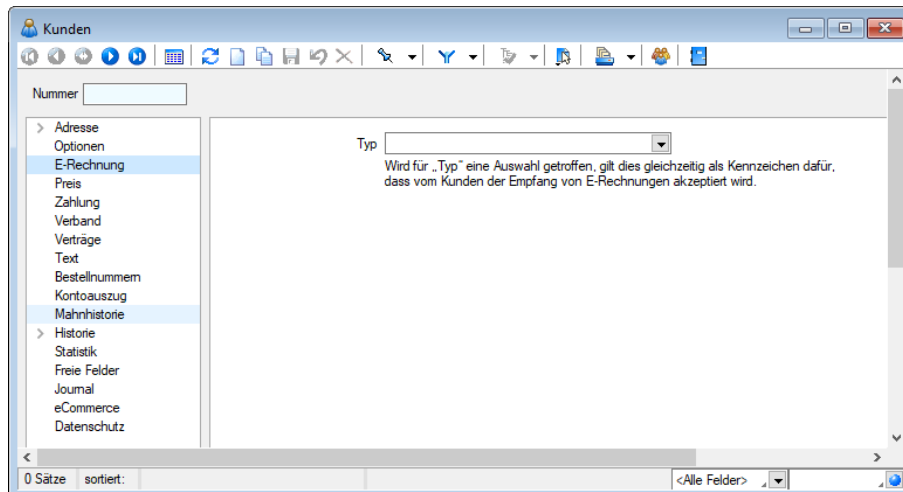 Kunden
Nummer
Adresse
Optionen
E-Rechnung
Preis
Zahlung
Verband
Verträge
Text
Bestellnummern
Kontoauszug
Mahnhistorie
Historie
Statistik
Freie Felder
Journal
eCommerce
Datenschutz
Typ
Wird für „Typ" eine Auswahl getroffen, gilt dies gleichzeitig als Kennzeichen dafür,
dass vom Kunden der Empfang von E-Rechnungen akzeptiert wird.
0 Sätze sortiert: <Alle Felder>